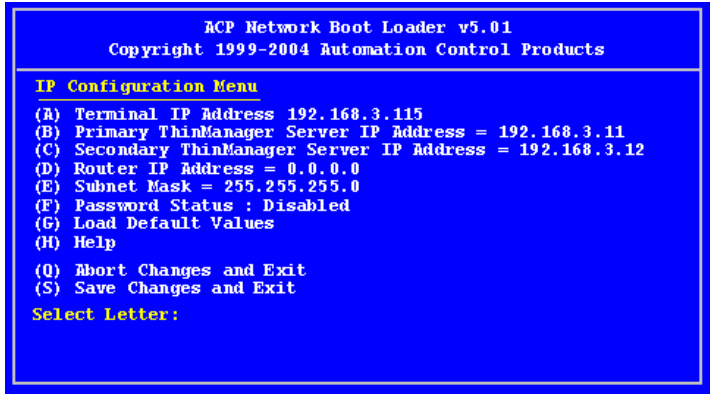 ACP Network Boot Loader v5.01
Copyright 1999-2004 Automation Control Products
IP Configuration Menu
(A) Terminal IP Address 192.168.3.115
(B) Primary ThinManager Server IP Address = 192.168.3.11
(C) Secondary ThinManager Server IP Address = 192.168.3.12
(D) Router IP Address = 0.0.0.0
(E) Subnet Mask = 255.255.255.0
(F) Password Status : Disabled
(G) Load Default Values
(H) Help
(Q) Abort Changes and Exit
(S) Save Changes and Exit
Select Letter: